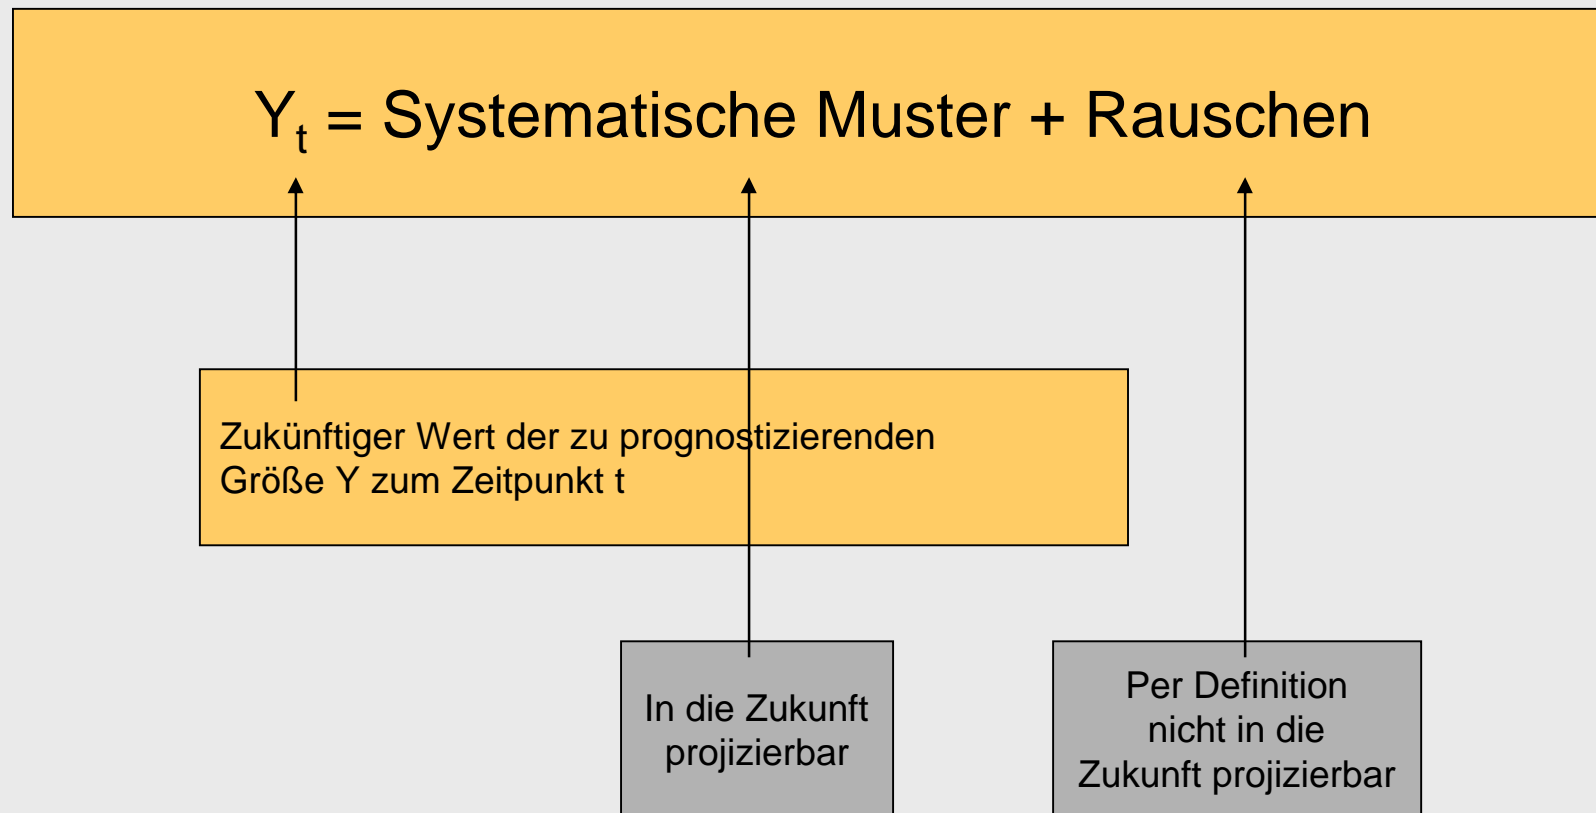 Yt = Systematische Muster + Rauschen
Zukünftiger Wert der zu prognostizierenden
Größe Y zum Zeitpunkt t
In die Zukunft
projizierbar
Per Definition
nicht in die
Zukunft projizierbar